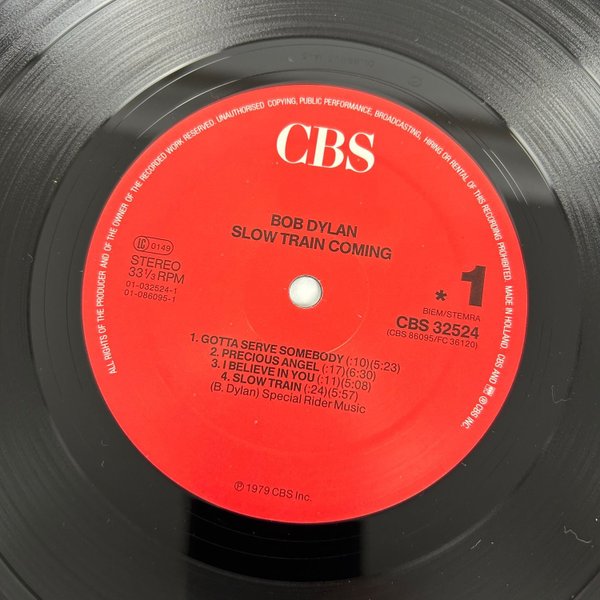 ALL RIGHTS OF THE PRODUCER AND OF THE OWNER OF THE RECORDED WORK RESERVED. UNAUTHORISED COPYING, PUBLIC PERFORMANCE, BROADCASTING, HIRING OR RENTAL OF THIS RECORDING PROHIBITED. MADE IN HOLLAND. CBS AND ℗ CBS INC.
CBS
BOB DYLAN
SLOW TRAIN COMING
LC 0149
STEREO
33 1/3 RPM
01-032524-1
01-086095-1
* 1
BIEM/STEMRA
CBS 32524
(CBS 86095/FC 36120)
1. GOTTA SERVE SOMEBODY (:10)(5:23)
2. PRECIOUS ANGEL (:17)(6:30)
3. I BELIEVE IN YOU (:11)(5:08)
4. SLOW TRAIN (:24)(5:57)
(B. Dylan) Special Rider Music
℗ 1979 CBS Inc.